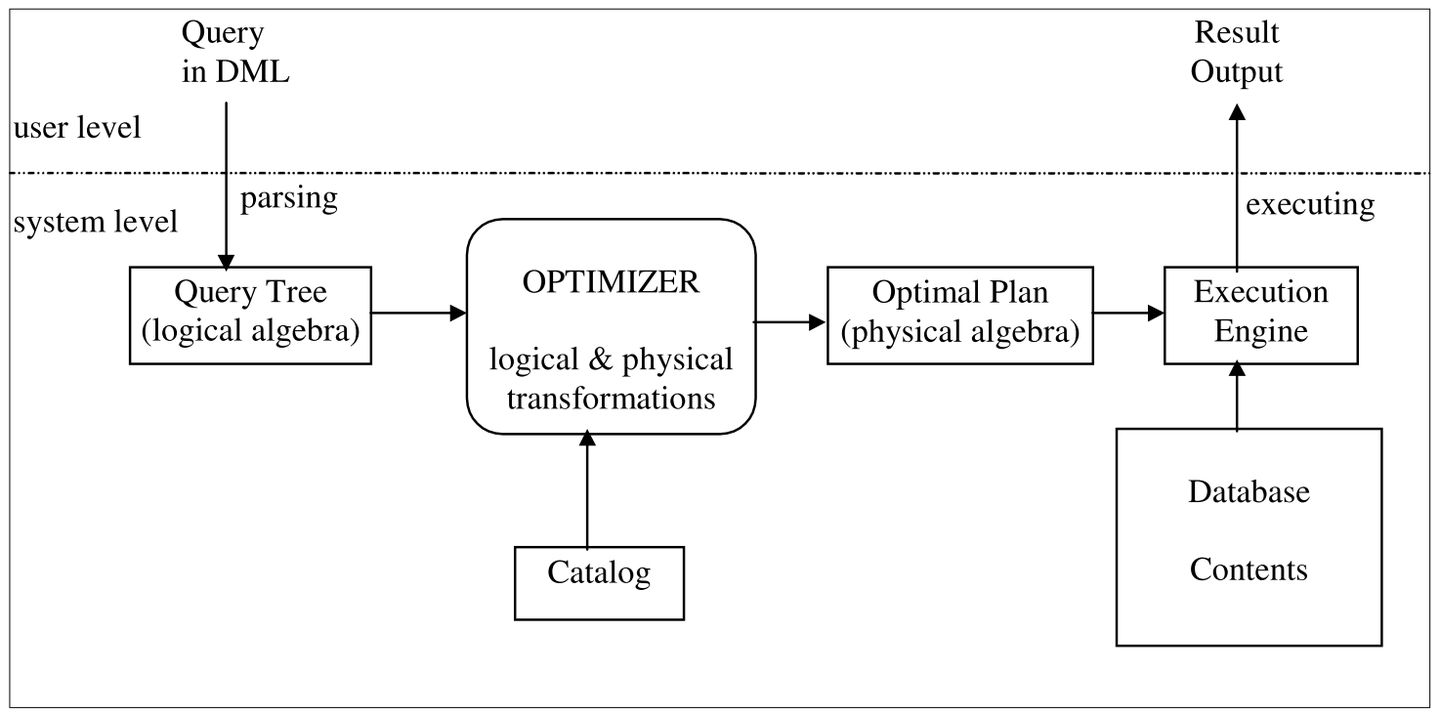 Query
in DML
Result
Output
user level
parsing
system level
executing
Query Tree
(logical algebra)
OPTIMIZER
logical & physical
transformations
Optimal Plan
(physical algebra)
Execution
Engine
Catalog
Database
Contents